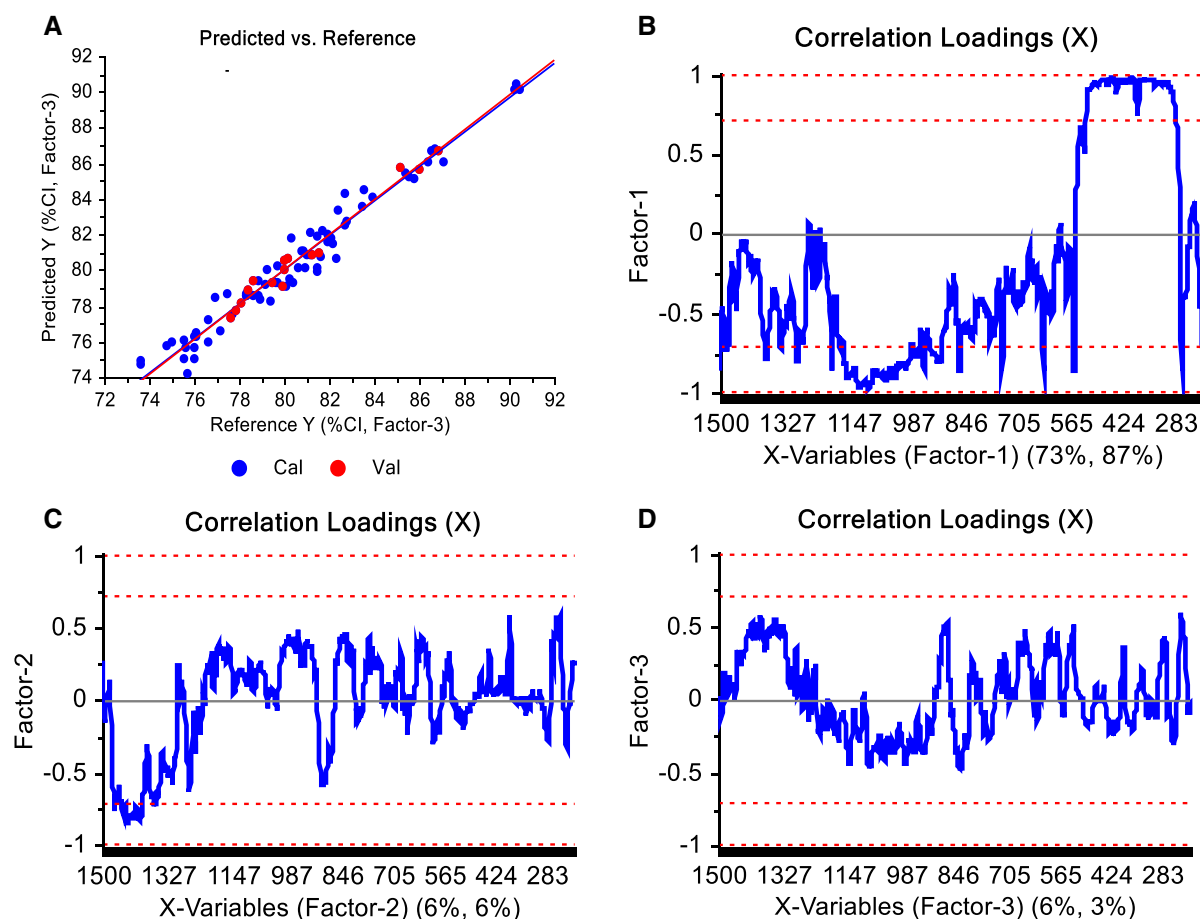 A
Predicted vs. Reference
Predicted Y (%CI, Factor-3)
92
90
88
86
84
82
80
78
76
74
72 74 76 78 80 82 84 86 88 90 92
Reference Y (%CI, Factor-3)
Cal Val
B
Correlation Loadings (X)
Factor-1
1
0.5
0
-0.5
-1
1500 1327 1147 987 846 705 565 424 283
X-Variables (Factor-1) (73%, 87%)
C
Correlation Loadings (X)
Factor-2
1
0.5
0
-0.5
-1
1500 1327 1147 987 846 705 565 424 283
X-Variables (Factor-2) (6%, 6%)
D
Correlation Loadings (X)
Factor-3
1
0.5
0
-0.5
-1
1500 1327 1147 987 846 705 565 424 283
X-Variables (Factor-3) (6%, 3%)